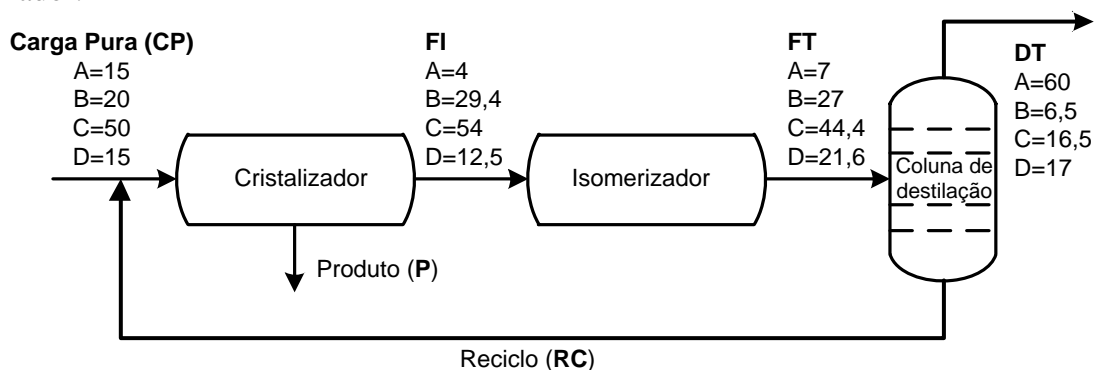 Carga Pura (CP)
A=15
B=20
C=50
D=15
FI
A=4
B=29,4
C=54
D=12,5
FT
A=7
B=27
C=44,4
D=21,6
DT
A=60
B=6,5
C=16,5
D=17
Cristalizador
Isomerizador
Coluna de
destilação
Produto (P)
Reciclo (RC)